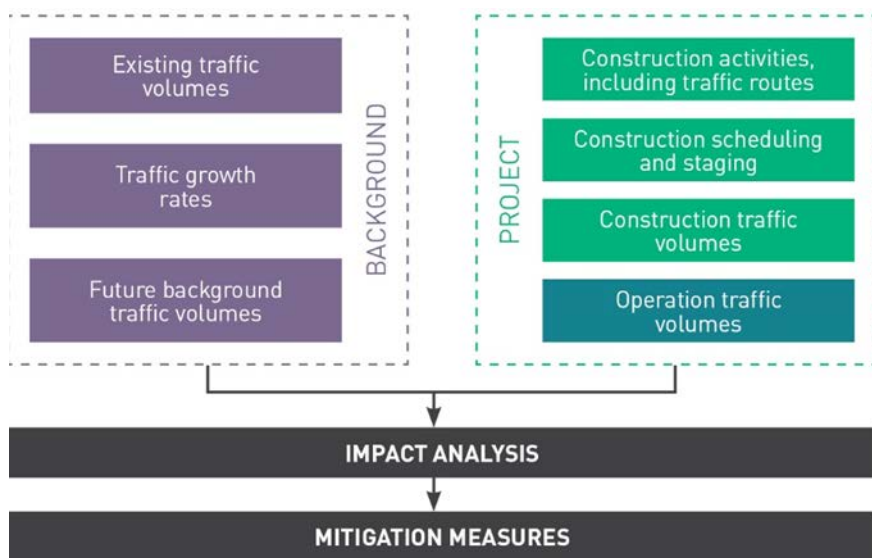 Existing traffic
volumes
Traffic growth
rates
Future background
traffic volumes
BACKGROUND
PROJECT
Construction activities,
including traffic routes
Construction scheduling
and staging
Construction traffic
volumes
Operation traffic
volumes
IMPACT ANALYSIS
MITIGATION MEASURES